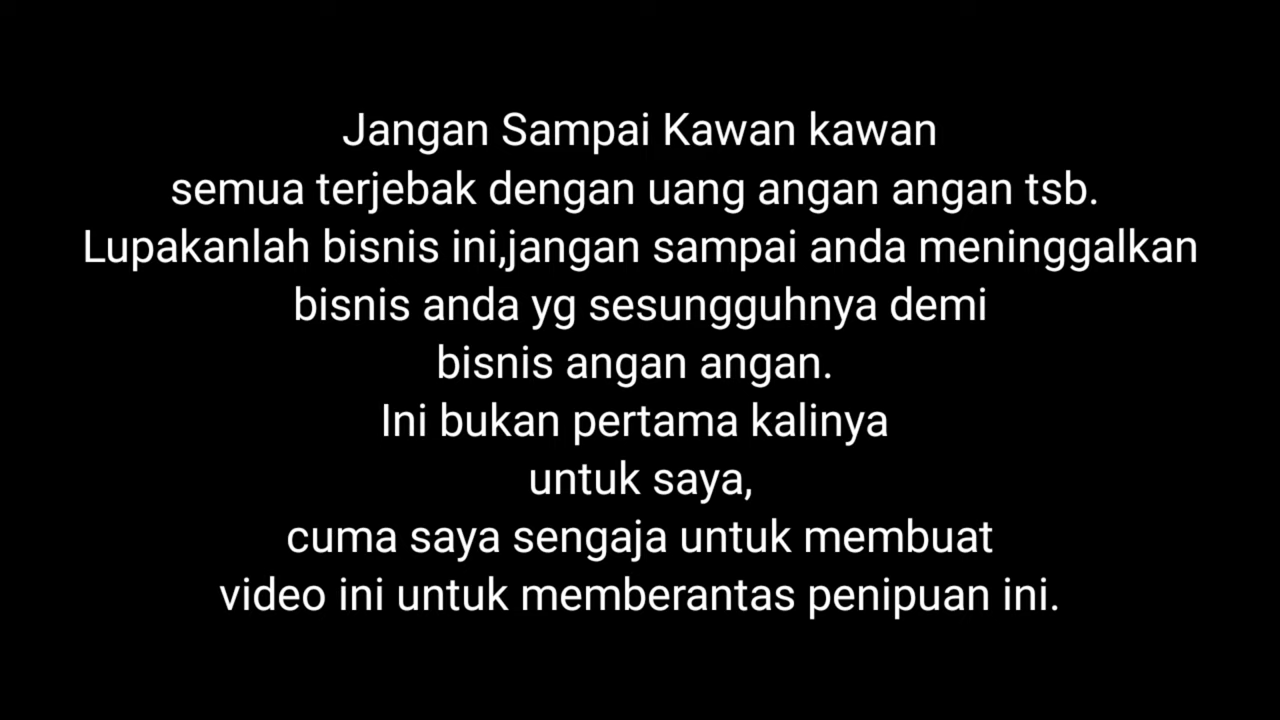 Jangan Sampai Kawan kawan
semua terjebak dengan uang angan angan tsb.
Lupakanlah bisnis ini,jangan sampai anda meninggalkan
bisnis anda yg sesungguhnya demi
bisnis angan angan.
Ini bukan pertama kalinya
untuk saya,
cuma saya sengaja untuk membuat
video ini untuk memberantas penipuan ini.